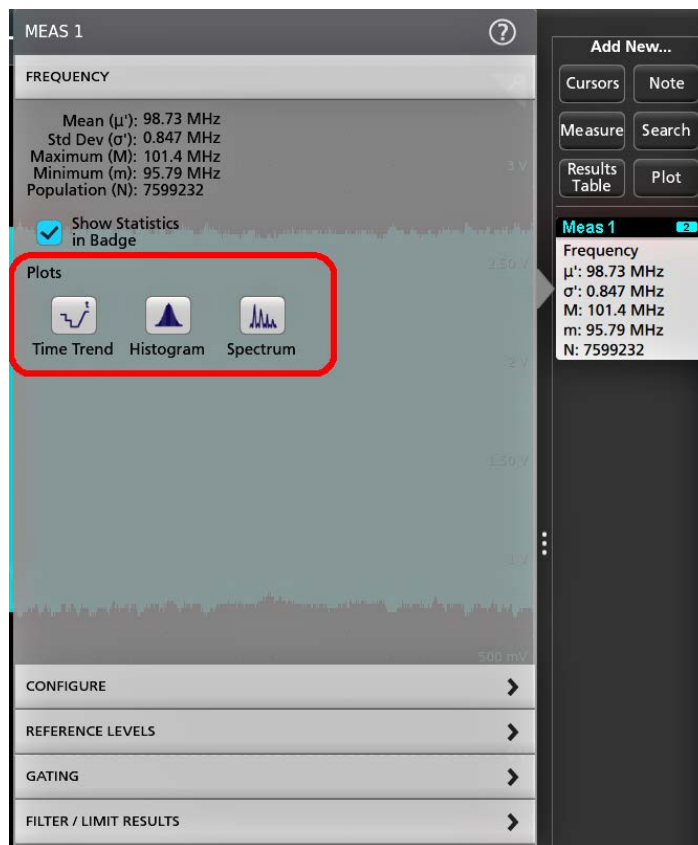 MEAS 1
?
FREQUENCY
Mean (µ'): 98.73 MHz
Std Dev (σ'): 0.847 MHz
Maximum (M): 101.4 MHz
Minimum (m): 95.79 MHz
Population (N): 7599232
Show Statistics
in Badge
Plots
t
Time Trend
Histogram
Spectrum
3 V
2.50 V
2 V
1.50 V
1 V
500 mV
CONFIGURE
REFERENCE LEVELS
GATING
FILTER / LIMIT RESULTS
Add New...
Cursors
Note
Measure
Search
Results
Table
Plot
Meas 1
2
Frequency
µ': 98.73 MHz
σ': 0.847 MHz
M: 101.4 MHz
m: 95.79 MHz
N: 7599232